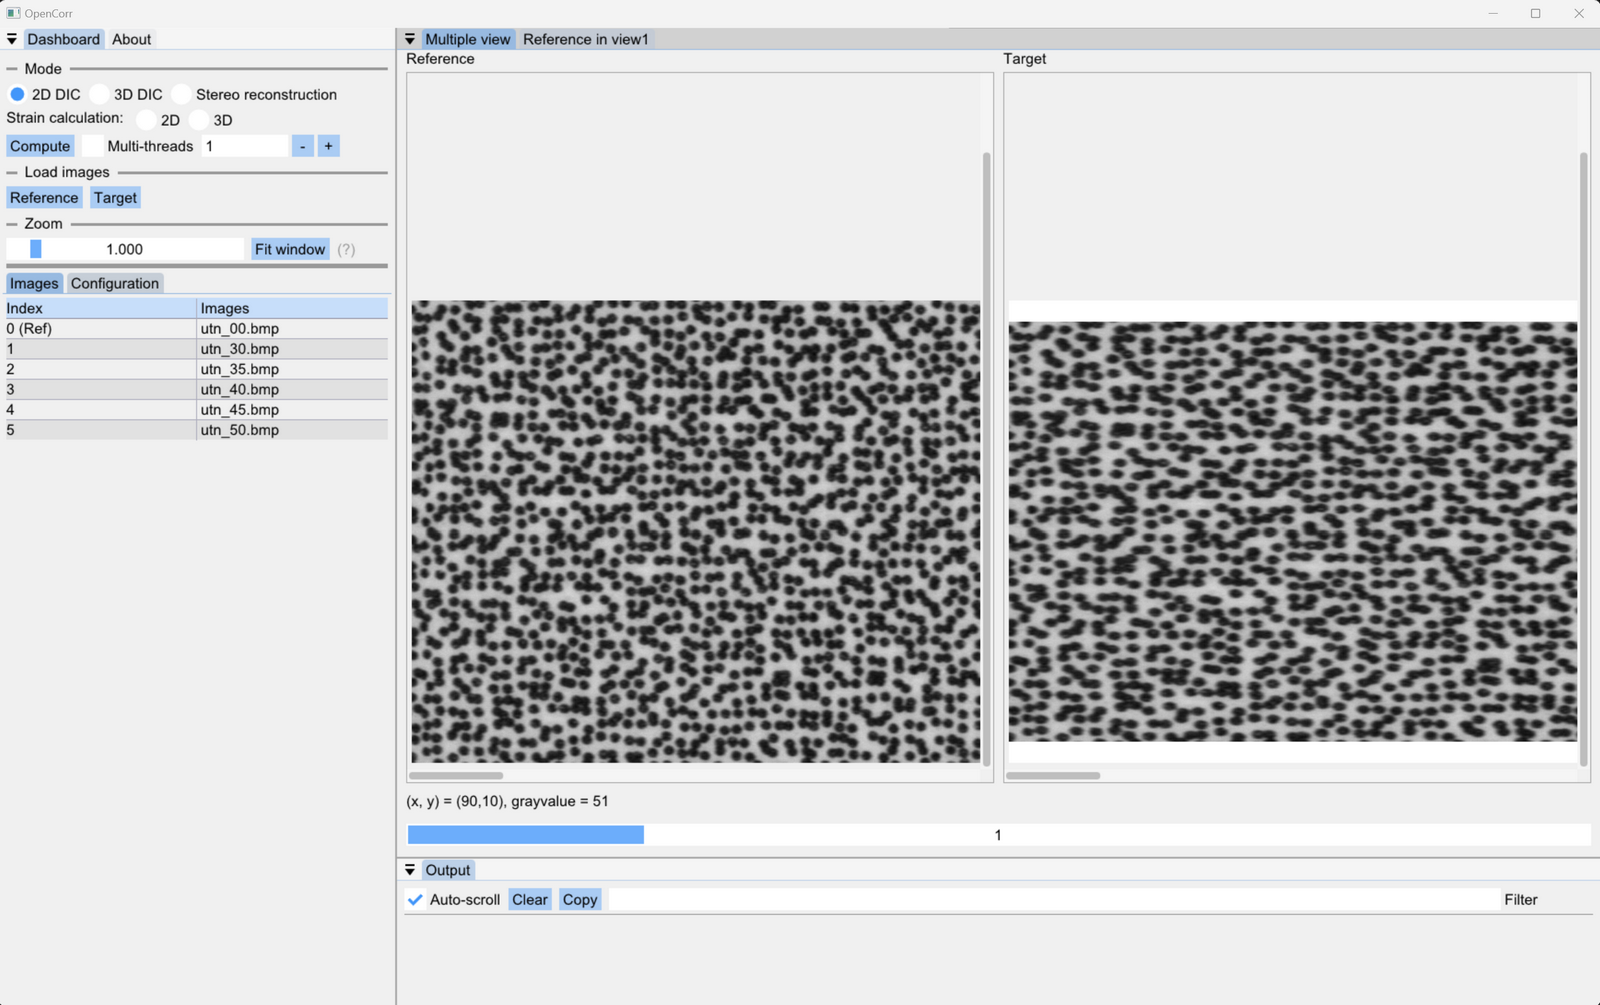 OpenCorr
Dashboard About
Mode
2D DIC 3D DIC Stereo reconstruction
Strain calculation: 2D 3D
Compute Multi-threads 1 - +
Load images
Reference Target
Zoom
1.000 Fit window (?)
Images Configuration
Index Images
0 (Ref) utn_00.bmp
1 utn_30.bmp
2 utn_35.bmp
3 utn_40.bmp
4 utn_45.bmp
5 utn_50.bmp
Multiple view Reference in view1
Reference Target
(x, y) = (90,10), grayvalue = 51
1
Output
Auto-scroll Clear Copy Filter